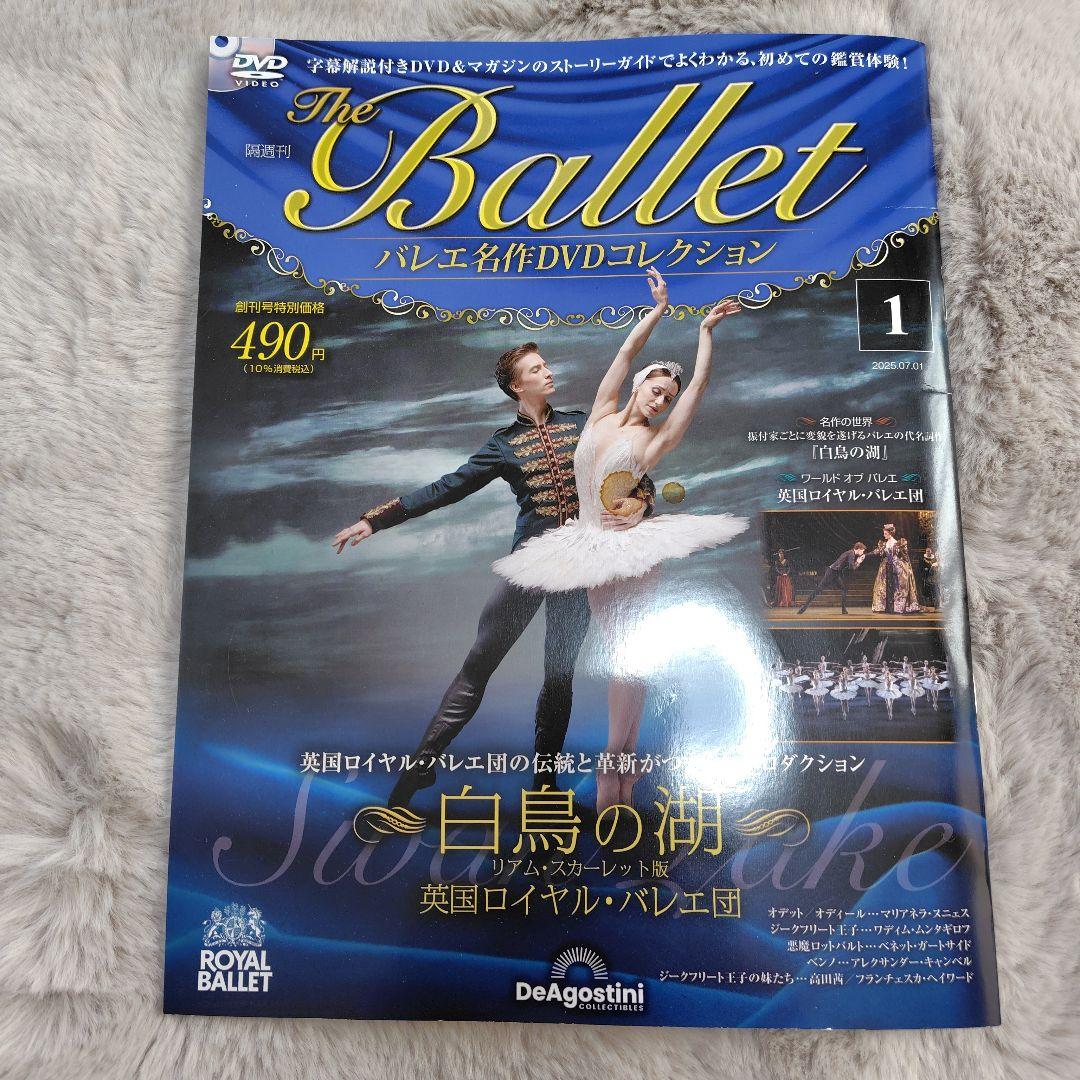 DVD
VIDEO
字幕解説付きDVD&マガジンのストーリーガイドでよくわかる、初めての鑑賞体験!
The Ballet
隔週刊
バレエ名作DVDコレクション
創刊号特別価格
490円
(10%消費税込)
1
2025.07.01
名作の世界
振付家ごとに変貌を遂げるバレエの代名詞
『白鳥の湖』
ワールド オブ バレエ
英国ロイヤル・バレエ団
英国ロイヤル・バレエ団の伝統と革新がつ
ダクション
Swa Lake
白鳥の湖
リアム・スカーレット版
英国ロイヤル・バレエ団
オデット/オディール…マリアネラ・ヌニェス
ジークフリート王子…ワディム・ムンタギロフ
悪魔ロットバルト…ベネット・ガートサイド
ベンノ…アレクサンダー・キャンベル
ジークフリート王子の妹たち…高田茜/フランチェスカ・ヘイワード
ROYAL
BALLET
DeAgostini
COLLECTIBLES